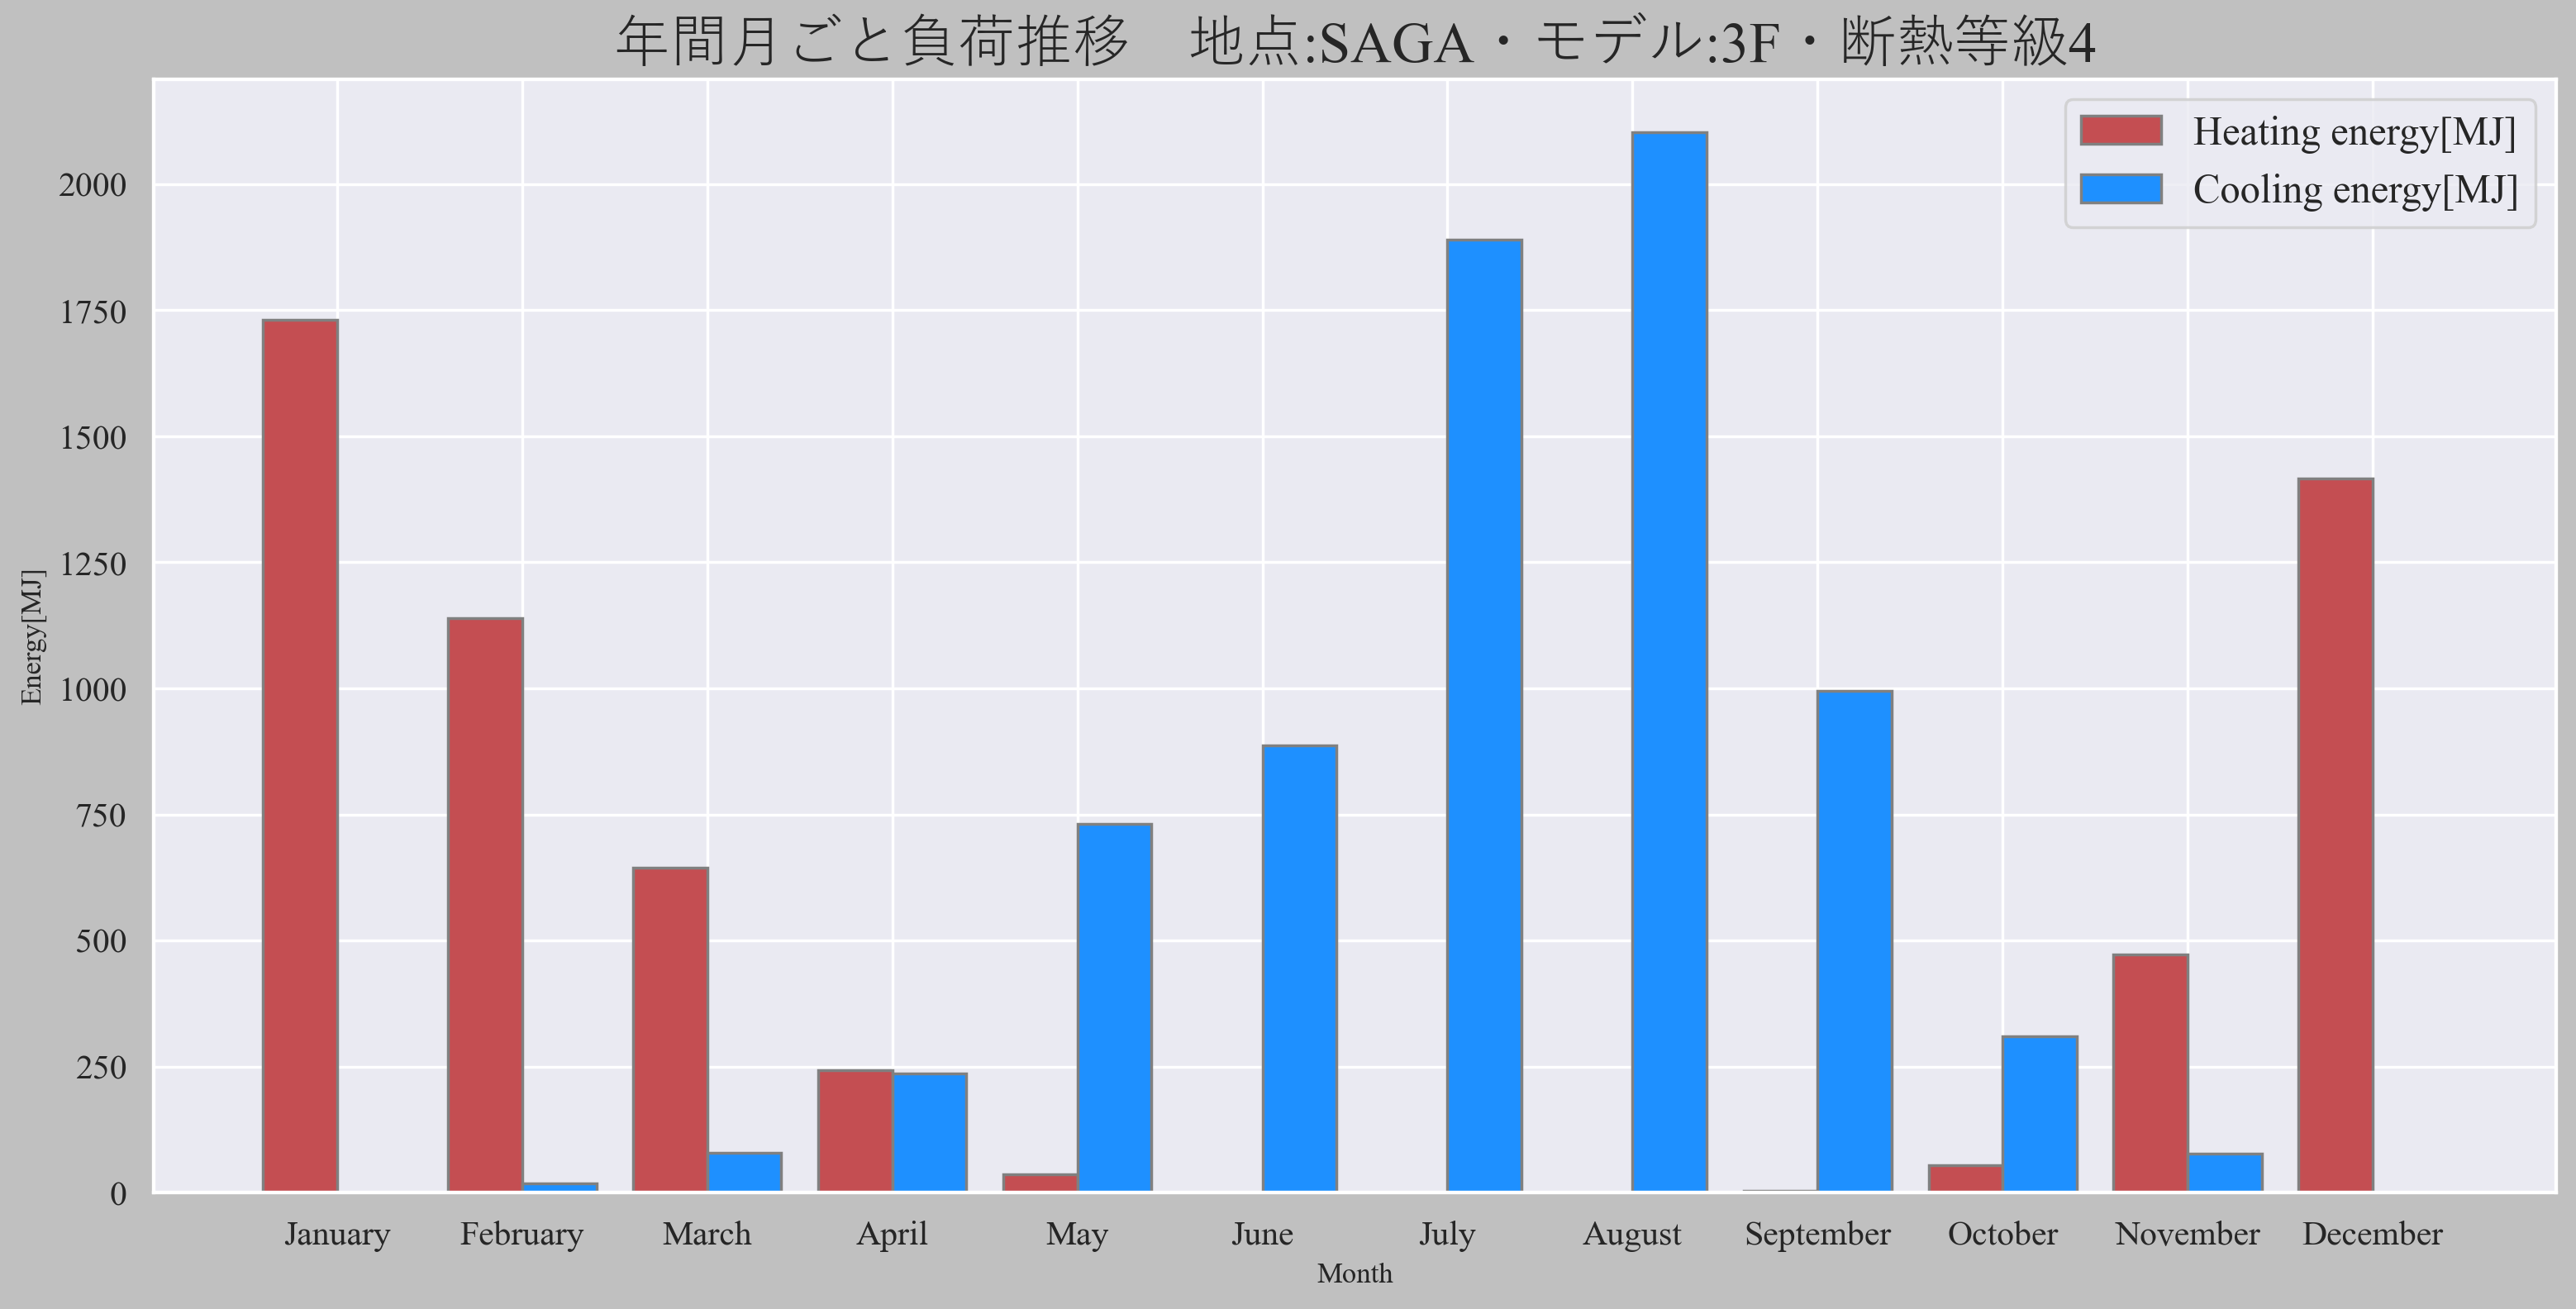 年間月ごと負荷推移　地点:SAGA・モデル:3F・断熱等級4
Heating energy[MJ]
Cooling energy[MJ]
Energy[MJ]
2000
1750
1500
1250
1000
750
500
250
0
January February March April May June July August September October November December
Month